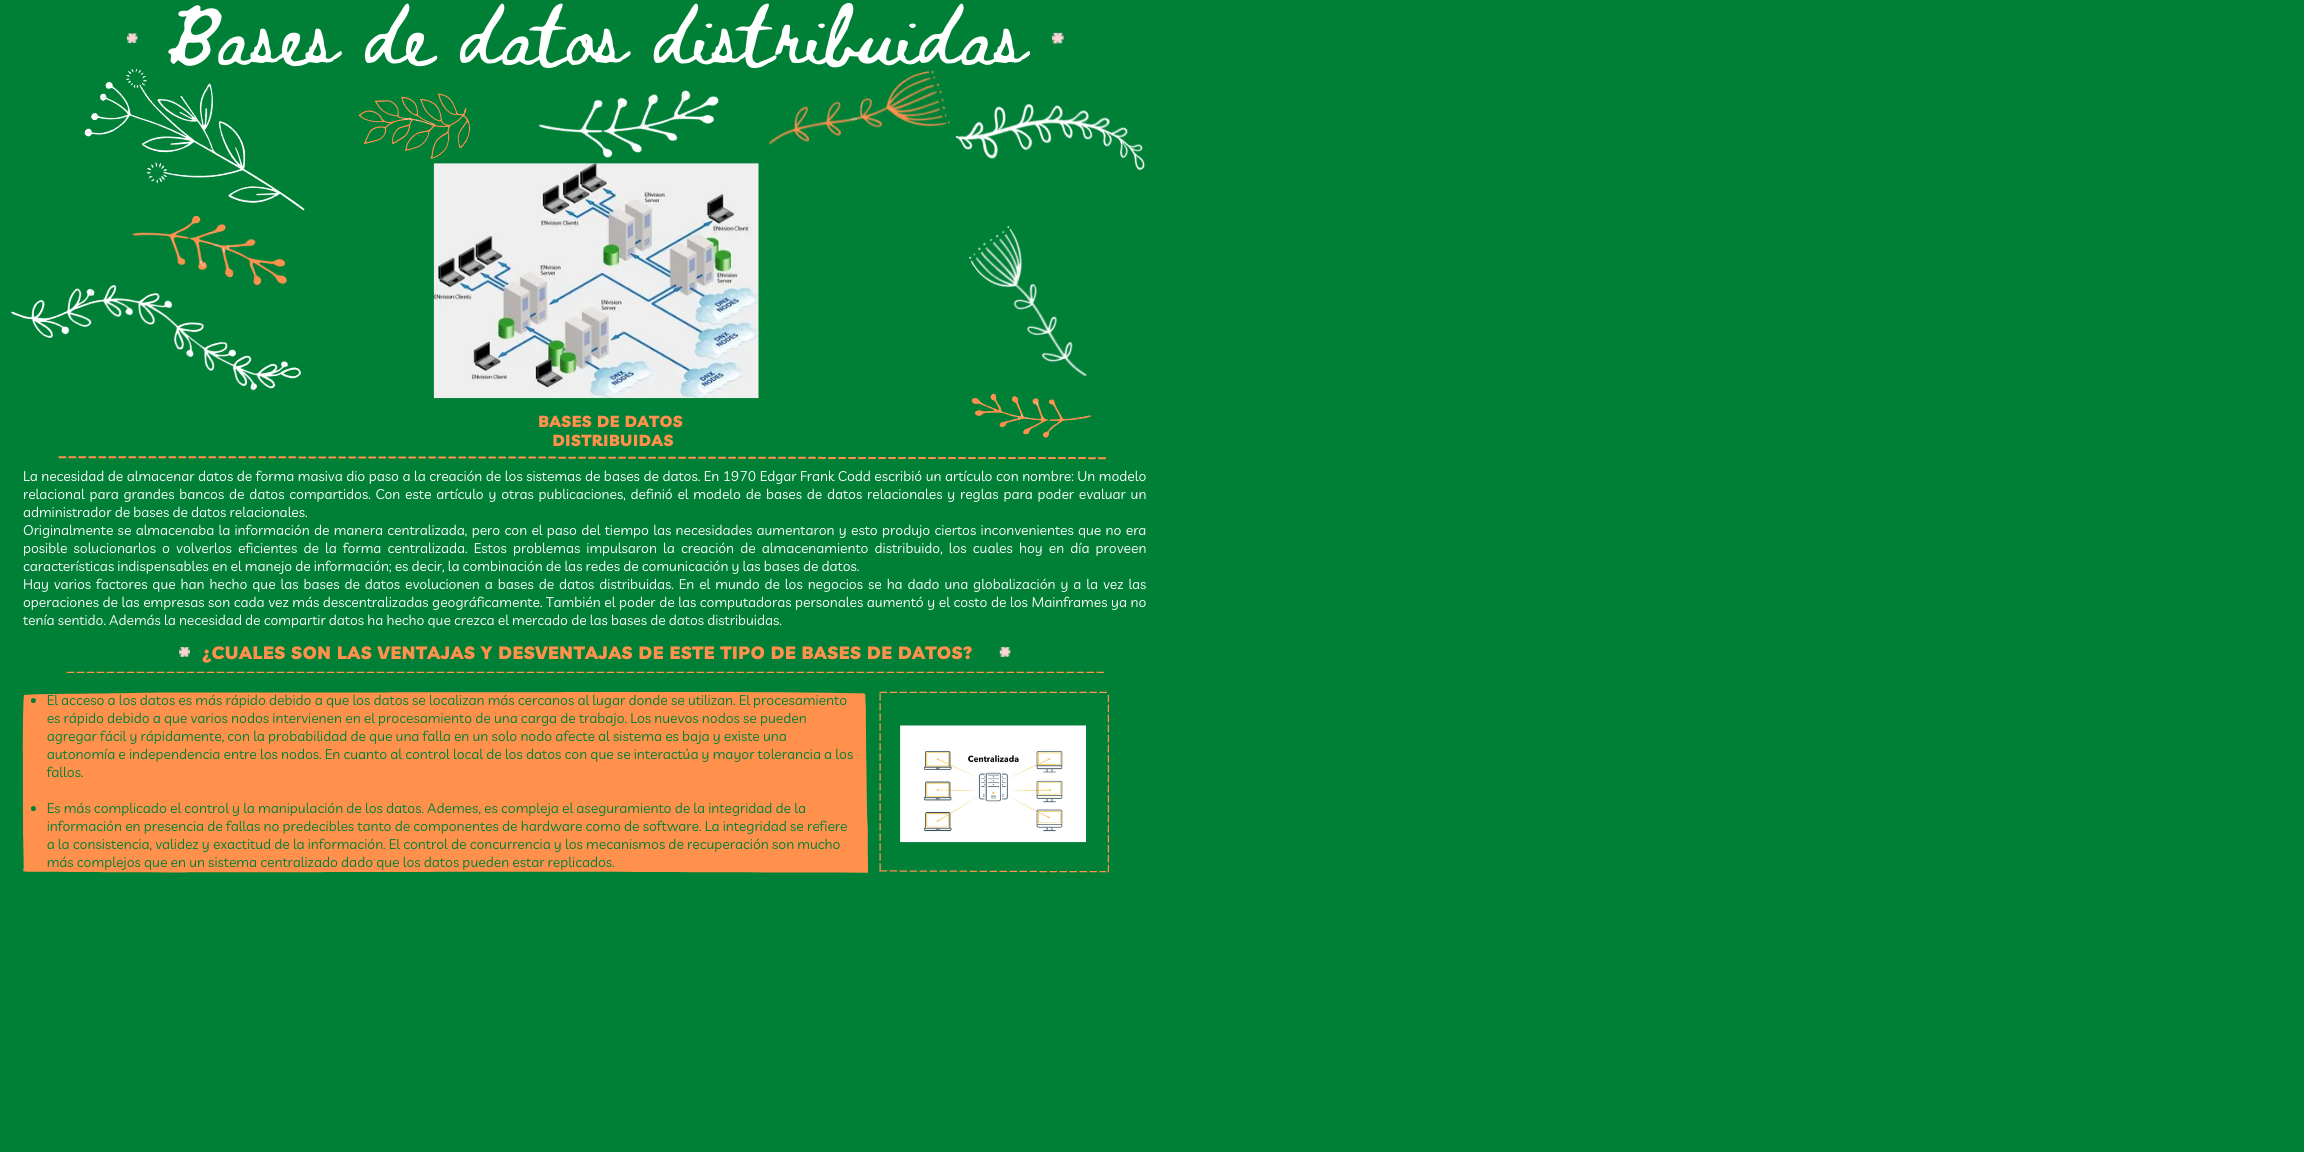 Bases de datos distribuidas
ENvision
Server
ENvision Clients
ENvision Client
ENvision
Server
ENvision
Server
ENvision Clients
DNX
NODES
ENvision
Server
DNX
NODES
ENvision Client
DNX
NODES
DNX
NODES
BASES DE DATOS
DISTRIBUIDAS
La necesidad de almacenar datos de forma masiva dio paso a la creación de los sistemas de bases de datos. En 1970 Edgar Frank Codd escribió un artículo con nombre: Un modelo
relacional para grandes bancos de datos compartidos. Con este artículo y otras publicaciones, definió el modelo de bases de datos relacionales y reglas para poder evaluar un
administrador de bases de datos relacionales.
Originalmente se almacenaba la información de manera centralizada, pero con el paso del tiempo las necesidades aumentaron y esto produjo ciertos inconvenientes que no era
posible solucionarlos o volverlos eficientes de la forma centralizada. Estos problemas impulsaron la creación de almacenamiento distribuido, los cuales hoy en día proveen
características indispensables en el manejo de información; es decir, la combinación de las redes de comunicación y las bases de datos.
Hay varios factores que han hecho que las bases de datos evolucionen a bases de datos distribuidas. En el mundo de los negocios se ha dado una globalización y a la vez las
operaciones de las empresas son cada vez más descentralizadas geográficamente. También el poder de las computadoras personales aumentó y el costo de los Mainframes ya no
tenía sentido. Además la necesidad de compartir datos ha hecho que crezca el mercado de las bases de datos distribuidas.
¿CUALES SON LAS VENTAJAS Y DESVENTAJAS DE ESTE TIPO DE BASES DE DATOS?
• El acceso a los datos es más rápido debido a que los datos se localizan más cercanos al lugar donde se utilizan. El procesamiento
es rápido debido a que varios nodos intervienen en el procesamiento de una carga de trabajo. Los nuevos nodos se pueden
agregar fácil y rápidamente, con la probabilidad de que una falla en un solo nodo afecte al sistema es baja y existe una
autonomía e independencia entre los nodos. En cuanto al control local de los datos con que se interactúa y mayor tolerancia a los
fallos.
• Es más complicado el control y la manipulación de los datos. Ademes, es compleja el aseguramiento de la integridad de la
información en presencia de fallas no predecibles tanto de componentes de hardware como de software. La integridad se refiere
a la consistencia, validez y exactitud de la información. El control de concurrencia y los mecanismos de recuperación son mucho
más complejos que en un sistema centralizado dado que los datos pueden estar replicados.
Centralizada